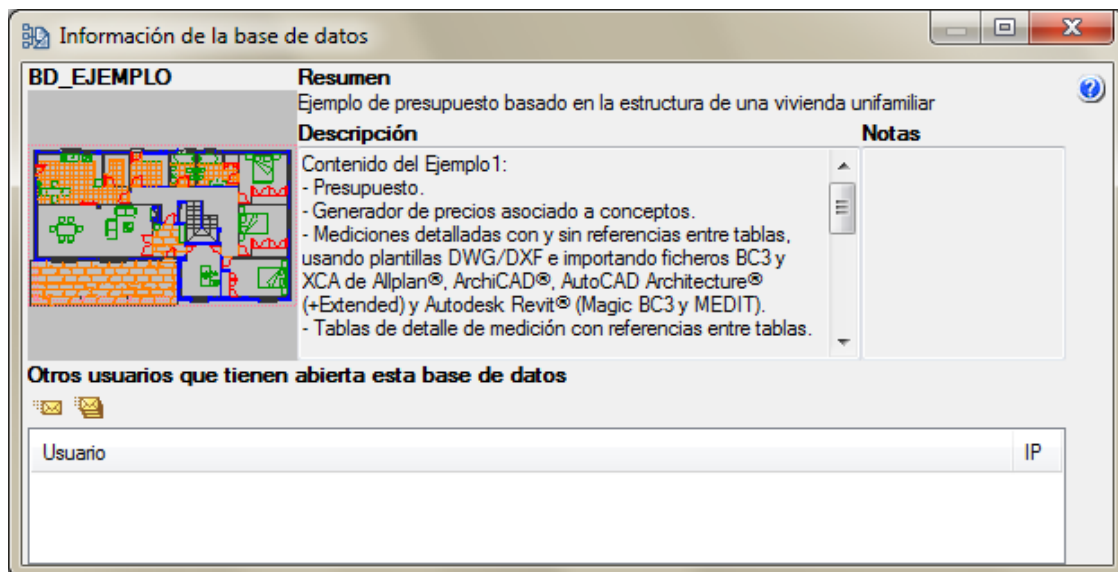 Información de la base de datos
BD_EJEMPLO
Resumen
Ejemplo de presupuesto basado en la estructura de una vivienda unifamiliar
Descripción
Notas
Contenido del Ejemplo1:
- Presupuesto.
- Generador de precios asociado a conceptos.
- Mediciones detalladas con y sin referencias entre tablas,
usando plantillas DWG/DXF e importando ficheros BC3 y
XCA de Allplan®, ArchiCAD®, AutoCAD Architecture®
(+Extended) y Autodesk Revit® (Magic BC3 y MEDIT).
- Tablas de detalle de medición con referencias entre tablas.
Otros usuarios que tienen abierta esta base de datos
Usuario
IP